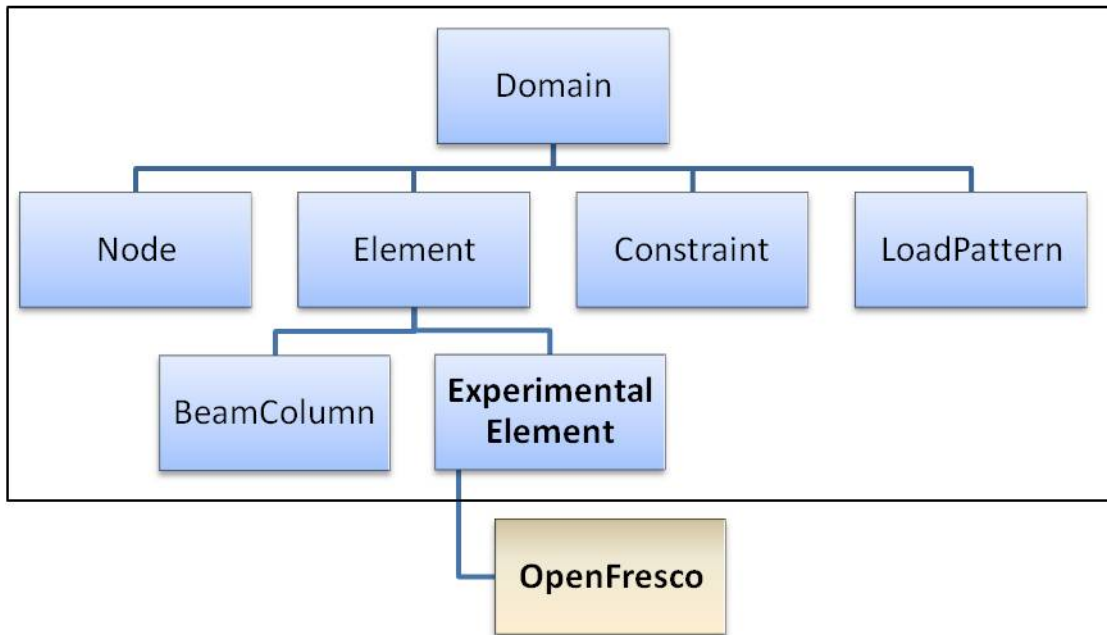 Domain
Node
Element
Constraint
LoadPattern
BeamColumn
Experimental
Element
OpenFresco